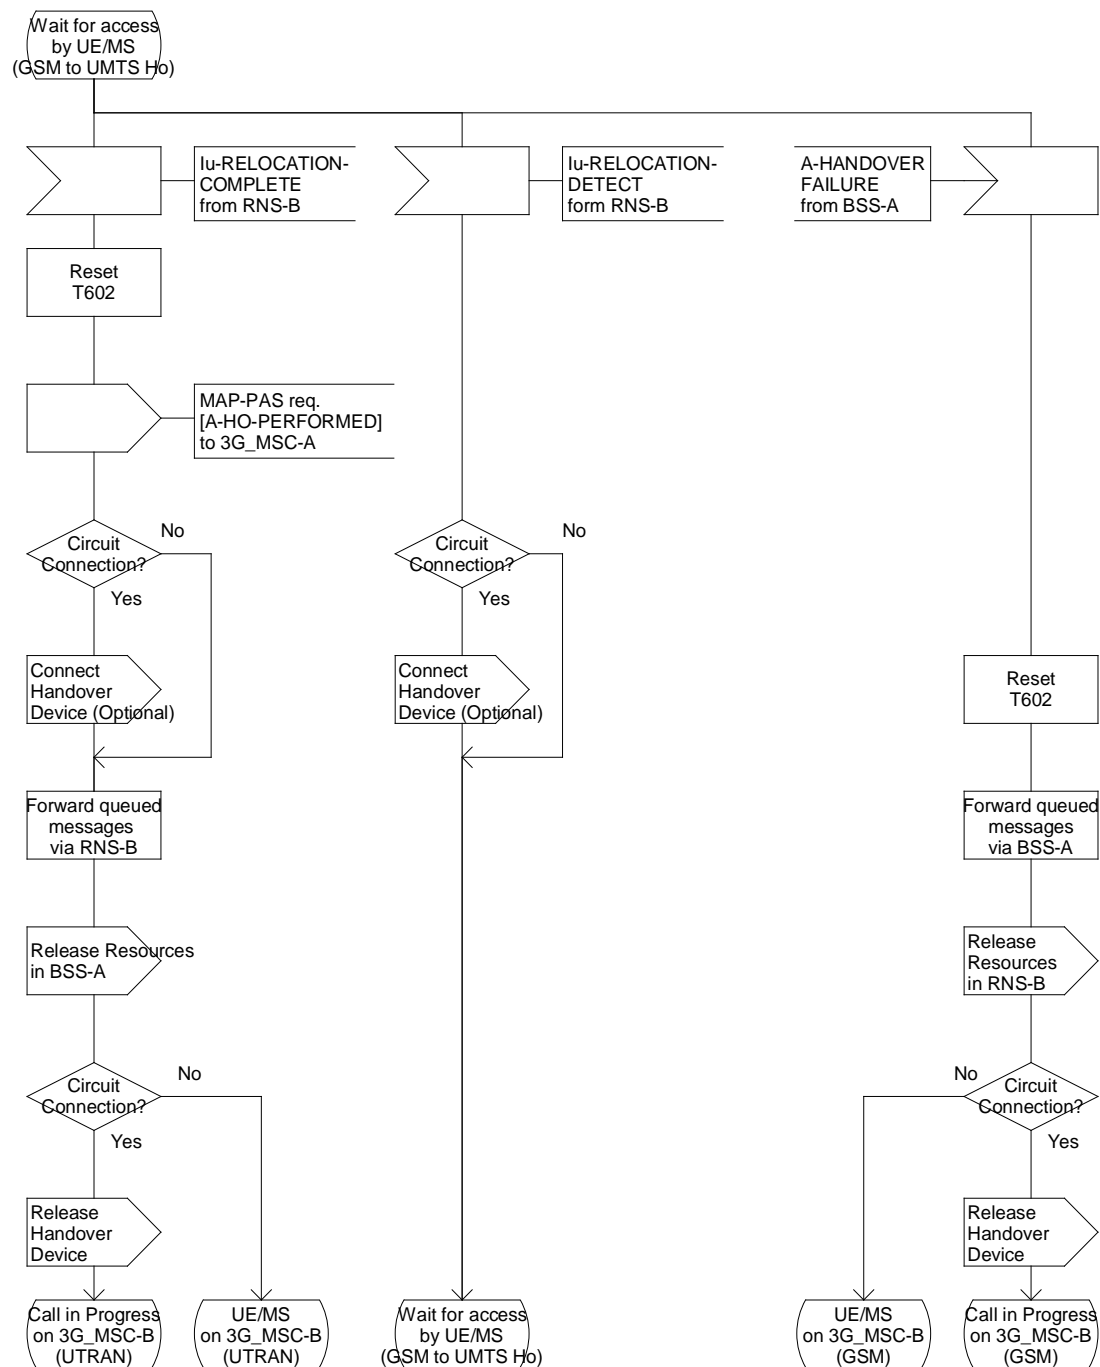 Wait for access
by UE/MS
(GSM to UMTS Ho)
Iu-RELOCATION-
COMPLETE
from RNS-B
Iu-RELOCATION-
DETECT
form RNS-B
A-HANDOVER
FAILURE
from BSS-A
Reset
T602
MAP-PAS req.
[A-HO-PERFORMED]
to 3G_MSC-A
Circuit
Connection?
No
Yes
Circuit
Connection?
No
Yes
Connect
Handover
Device (Optional)
Connect
Handover
Device (Optional)
Reset
T602
Forward queued
messages
via RNS-B
Forward queued
messages
via BSS-A
Release Resources
in BSS-A
Release
Resources
in RNS-B
Circuit
Connection?
No
Yes
No
Circuit
Connection?
Yes
Release
Handover
Device
Release
Handover
Device
Call in Progress
on 3G_MSC-B
(UTRAN)
UE/MS
on 3G_MSC-B
(UTRAN)
Wait for access
by UE/MS
(GSM to UMTS Ho)
UE/MS
on 3G_MSC-B
(GSM)
Call in Progress
on 3G_MSC-B
(GSM)